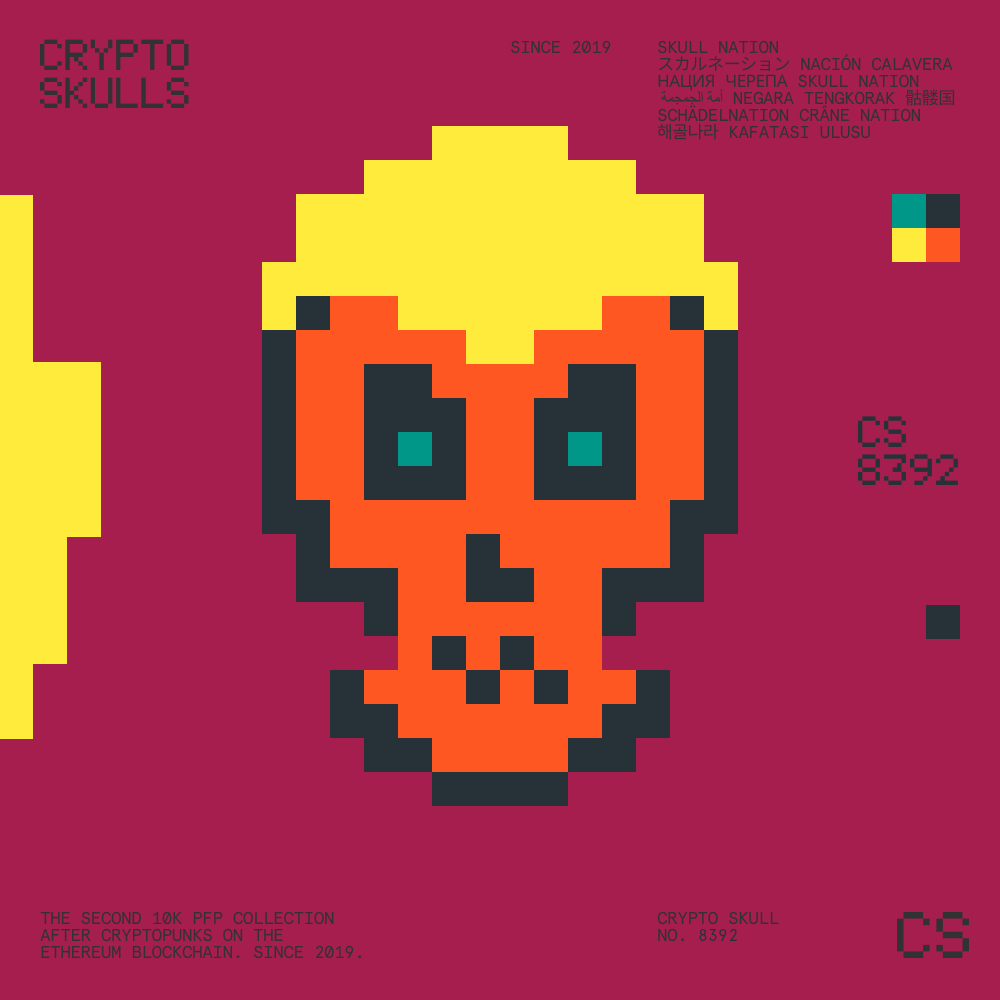 CRYPTO
SKULLS
SINCE 2019
SKULL NATION
スカルネーション NACIÓN CALAVERA
НАЦИЯ ЧЕРЕПА SKULL NATION
أمة الجمجمة NEGARA TENGKORAK 骷髅国
SCHÄDELNATION CRÂNE NATION
해골나라 KAFATASI ULUSU
CS
8392
THE SECOND 10K PFP COLLECTION
AFTER CRYPTOPUNKS ON THE
ETHEREUM BLOCKCHAIN. SINCE 2019.
CRYPTO SKULL
NO. 8392
CS